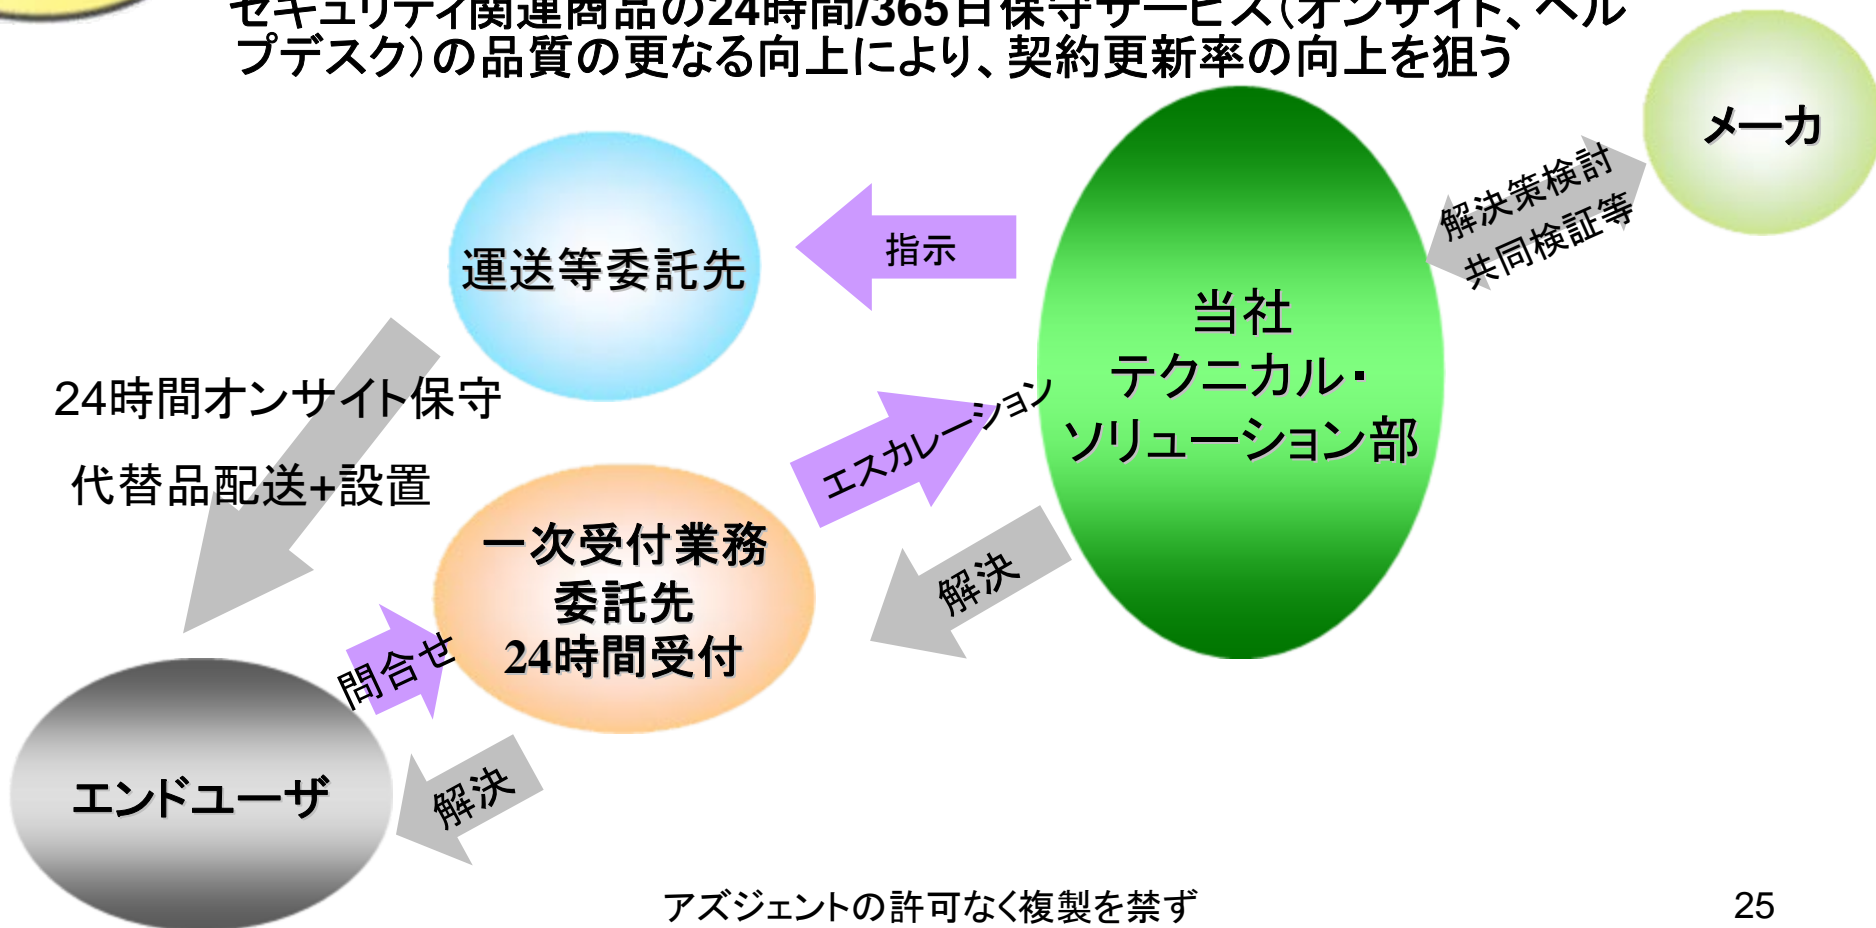 セキュリティ関連商品の24時間/365日保守サービス（オンサイト、ヘル
プデスク）の品質の更なる向上により、契約更新率の向上を狙う
メーカ
解決策検討
共同検証等
運送等委託先
指示
当社
テクニカル・
ソリューション部
24時間オンサイト保守
代替品配送+設置
エスカレーション
一次受付業務
委託先
24時間受付
解決
問合せ
エンドユーザ
解決
アズジェントの許可なく複製を禁ず
25